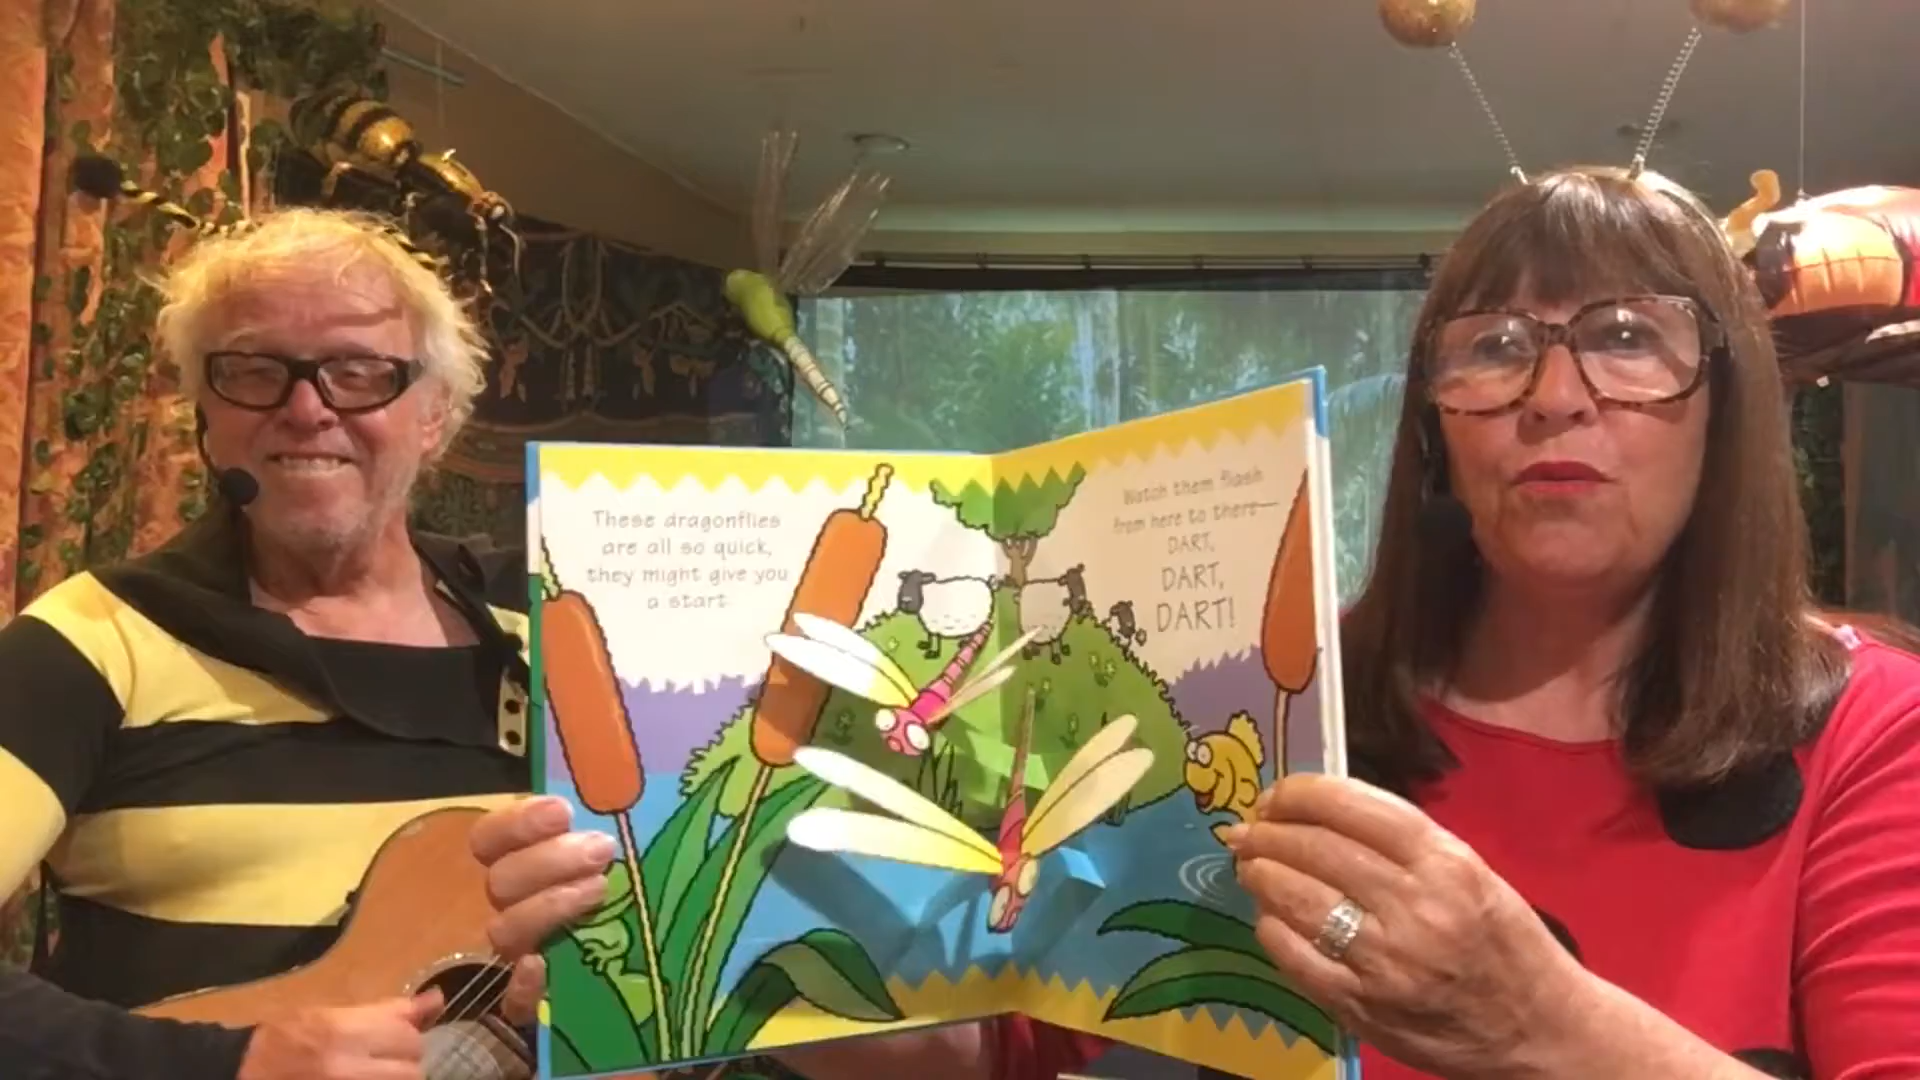 These dragonflies
are all so quick,
they might give you
a start.
Watch them flash
from here to there—
DART,
DART,
DART!